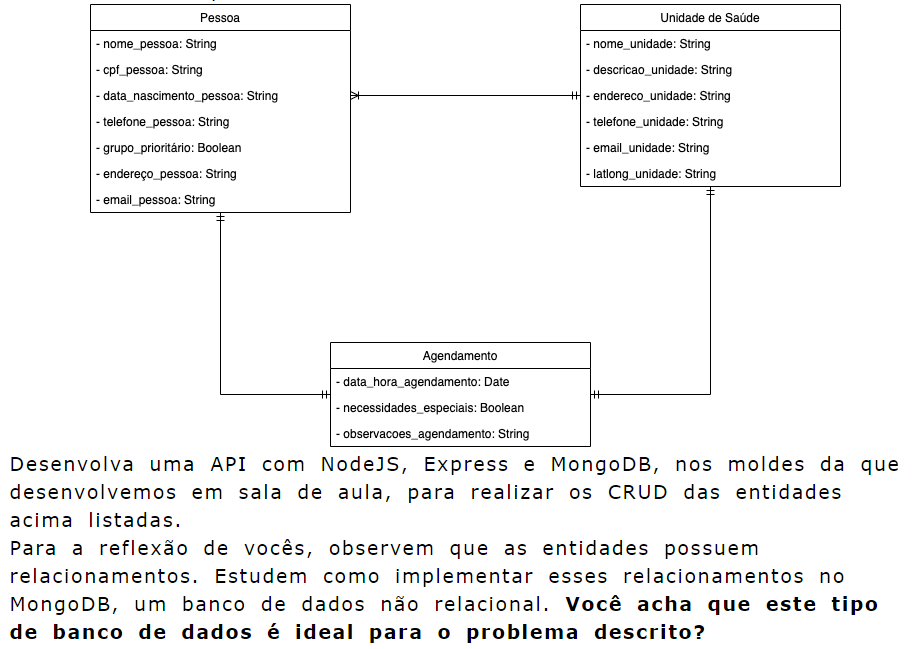 Pessoa
- nome_pessoa: String
- cpf_pessoa: String
- data_nascimento_pessoa: String
- telefone_pessoa: String
- grupo_prioritário: Boolean
- endereço_pessoa: String
- email_pessoa: String
Unidade de Saúde
- nome_unidade: String
- descricao_unidade: String
- endereco_unidade: String
- telefone_unidade: String
- email_unidade: String
- latlong_unidade: String
Agendamento
- data_hora_agendamento: Date
- necessidades_especiais: Boolean
- observacoes_agendamento: String
Desenvolva uma API com NodeJS, Express e MongoDB, nos moldes da que
desenvolvemos em sala de aula, para realizar os CRUD das entidades
acima listadas.
Para a reflexão de vocês, observem que as entidades possuem
relacionamentos. Estudem como implementar esses relacionamentos no
MongoDB, um banco de dados não relacional. Você acha que este tipo
de banco de dados é ideal para o problema descrito?